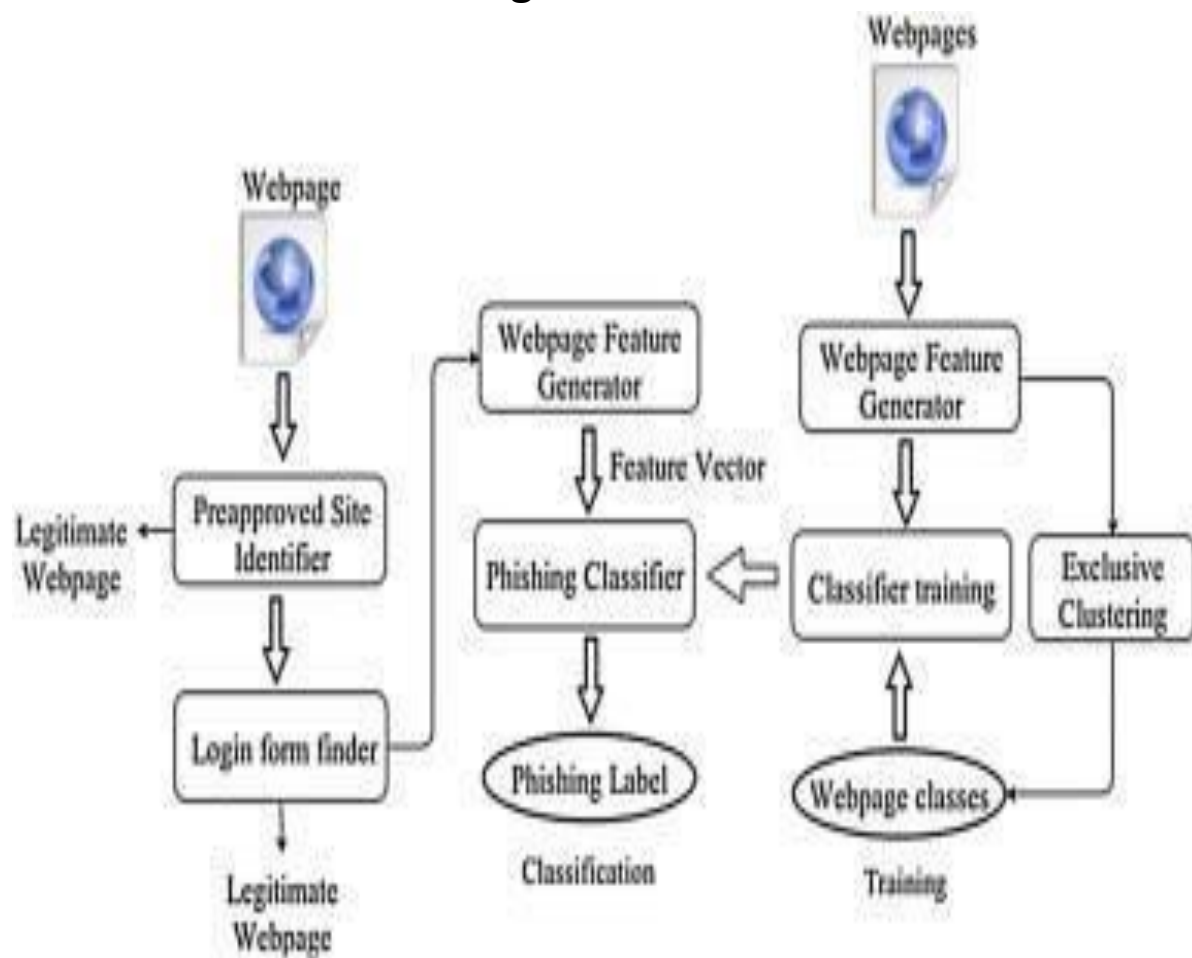 Webpages
Webpage
Webpage Feature
Generator
Webpage Feature
Generator
Feature Vector
Preapproved Site
Identifier
Legitimate
Webpage
Phishing Classifier
Classifier training
Exclusive
Clustering
Login form finder
Phishing Label
Webpage classes
Classification
Training
Legitimate
Webpage